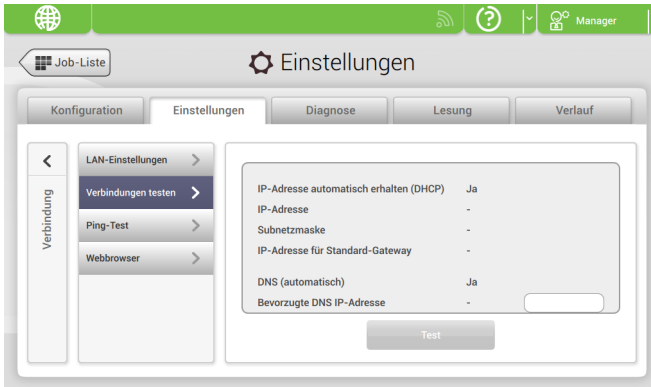 Manager
Job-Liste
Einstellungen
Konfiguration Einstellungen Diagnose Lesung Verlauf
Verbindung
LAN-Einstellungen
Verbindungen testen
Ping-Test
Webbrowser
IP-Adresse automatisch erhalten (DHCP) Ja
IP-Adresse -
Subnetzmaske -
IP-Adresse für Standard-Gateway -
DNS (automatisch) Ja
Bevorzugte DNS IP-Adresse -
Test